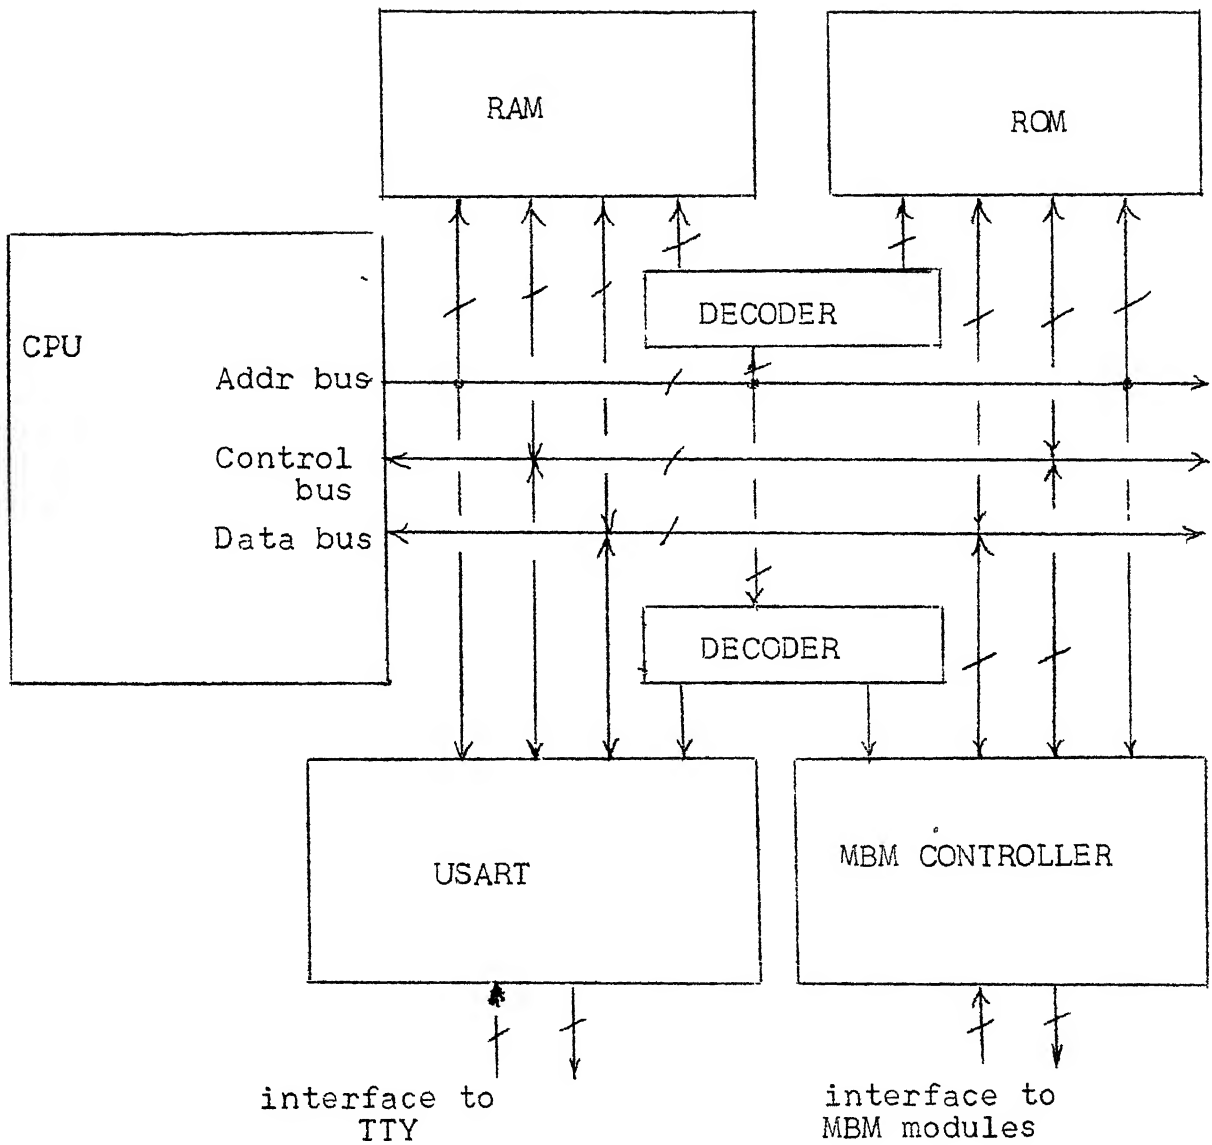 RAM
ROM
DECODER
CPU
Addr bus
Control
bus
Data bus
DECODER
USART
MBM CONTROLLER
interface to
TTY
interface to
MBM modules